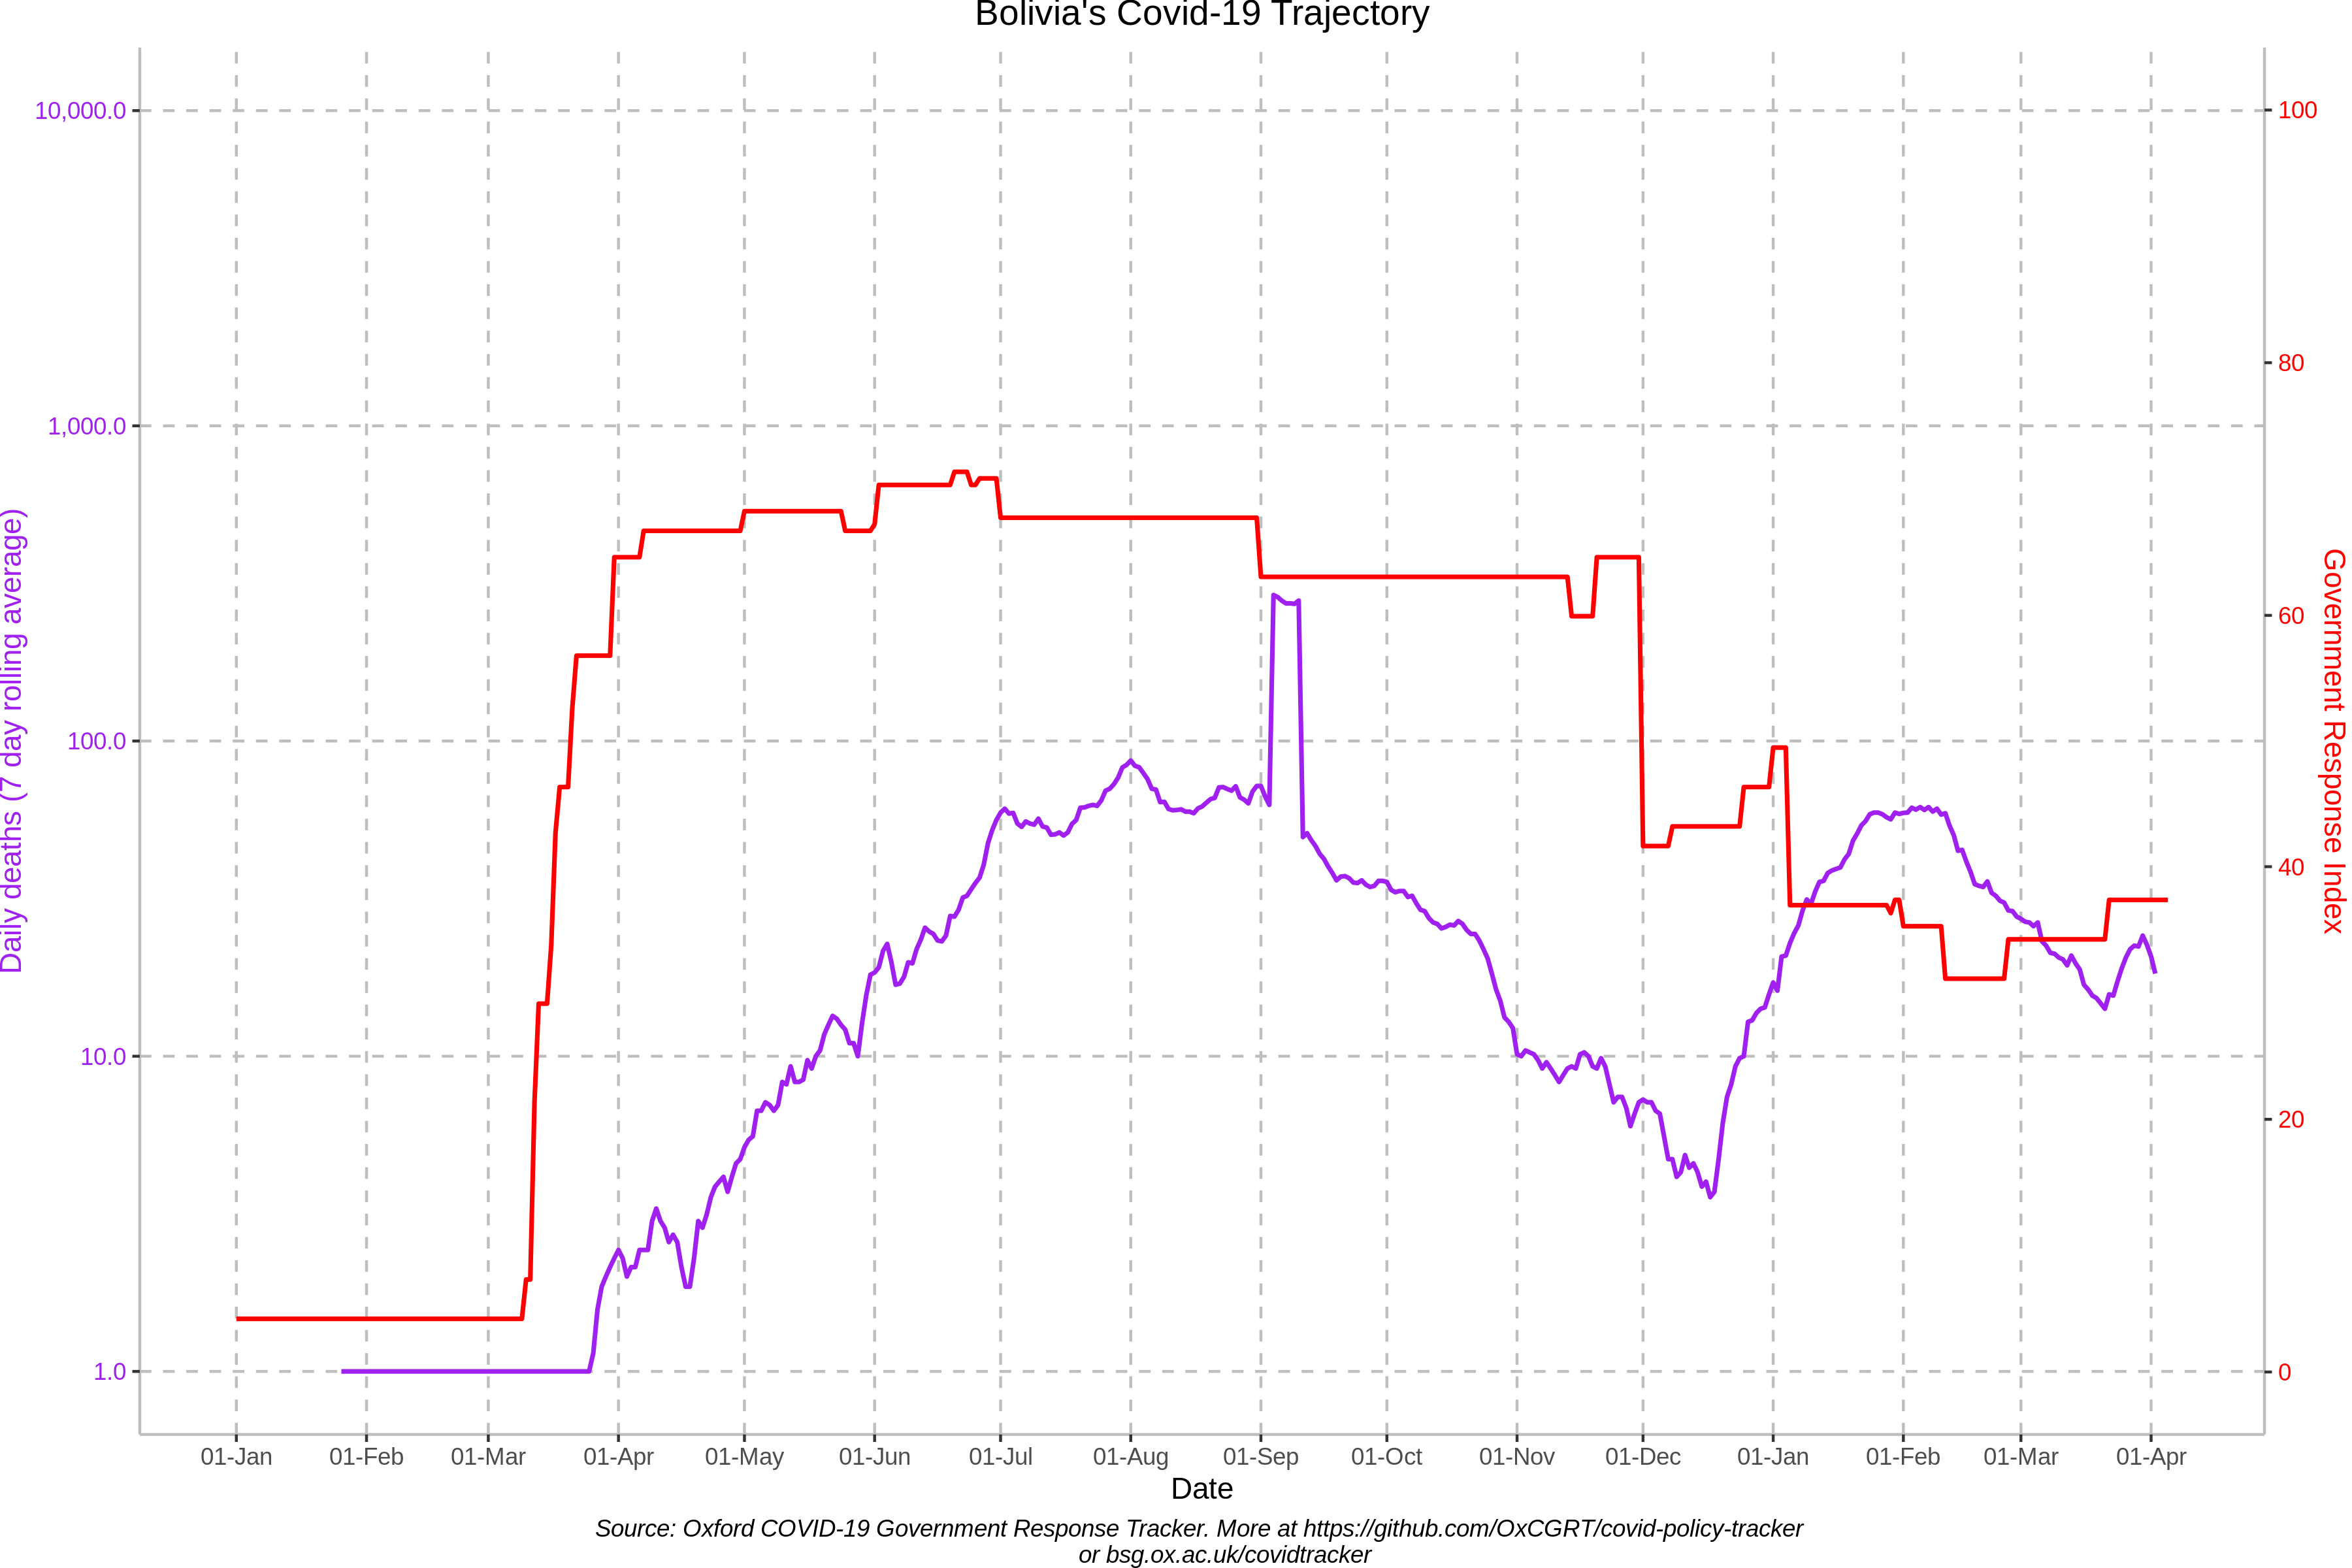 Bolivia's Covid-19 Trajectory
10,000.0
1,000.0
100.0
10.0
1.0
Daily deaths (7 day rolling average)
100
80
60
40
20
0
Government Response Index
01-Jan
01-Feb
01-Mar
01-Apr
01-May
01-Jun
01-Jul
01-Aug
01-Sep
01-Oct
01-Nov
01-Dec
01-Jan
01-Feb
01-Mar
01-Apr
Date
Source: Oxford COVID-19 Government Response Tracker. More at https://github.com/OxCGRT/covid-policy-tracker
or bsg.ox.ac.uk/covidtracker